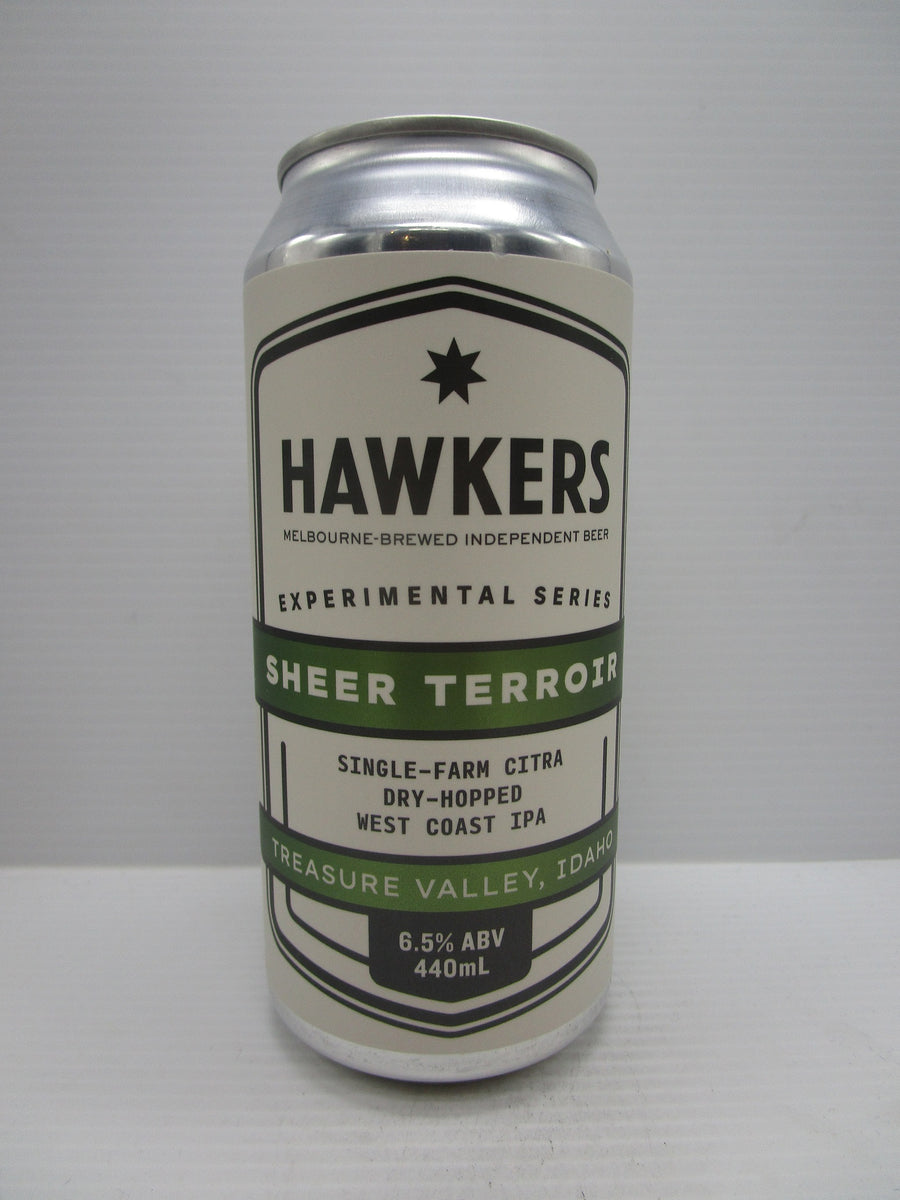 HAWKERS
MELBOURNE-BREWED INDEPENDENT BEER
EXPERIMENTAL SERIES
SHEER TERROIR
SINGLE-FARM CITRA
DRY-HOPPED
WEST COAST IPA
TREASURE VALLEY, IDAHO
6.5% ABV
440mL